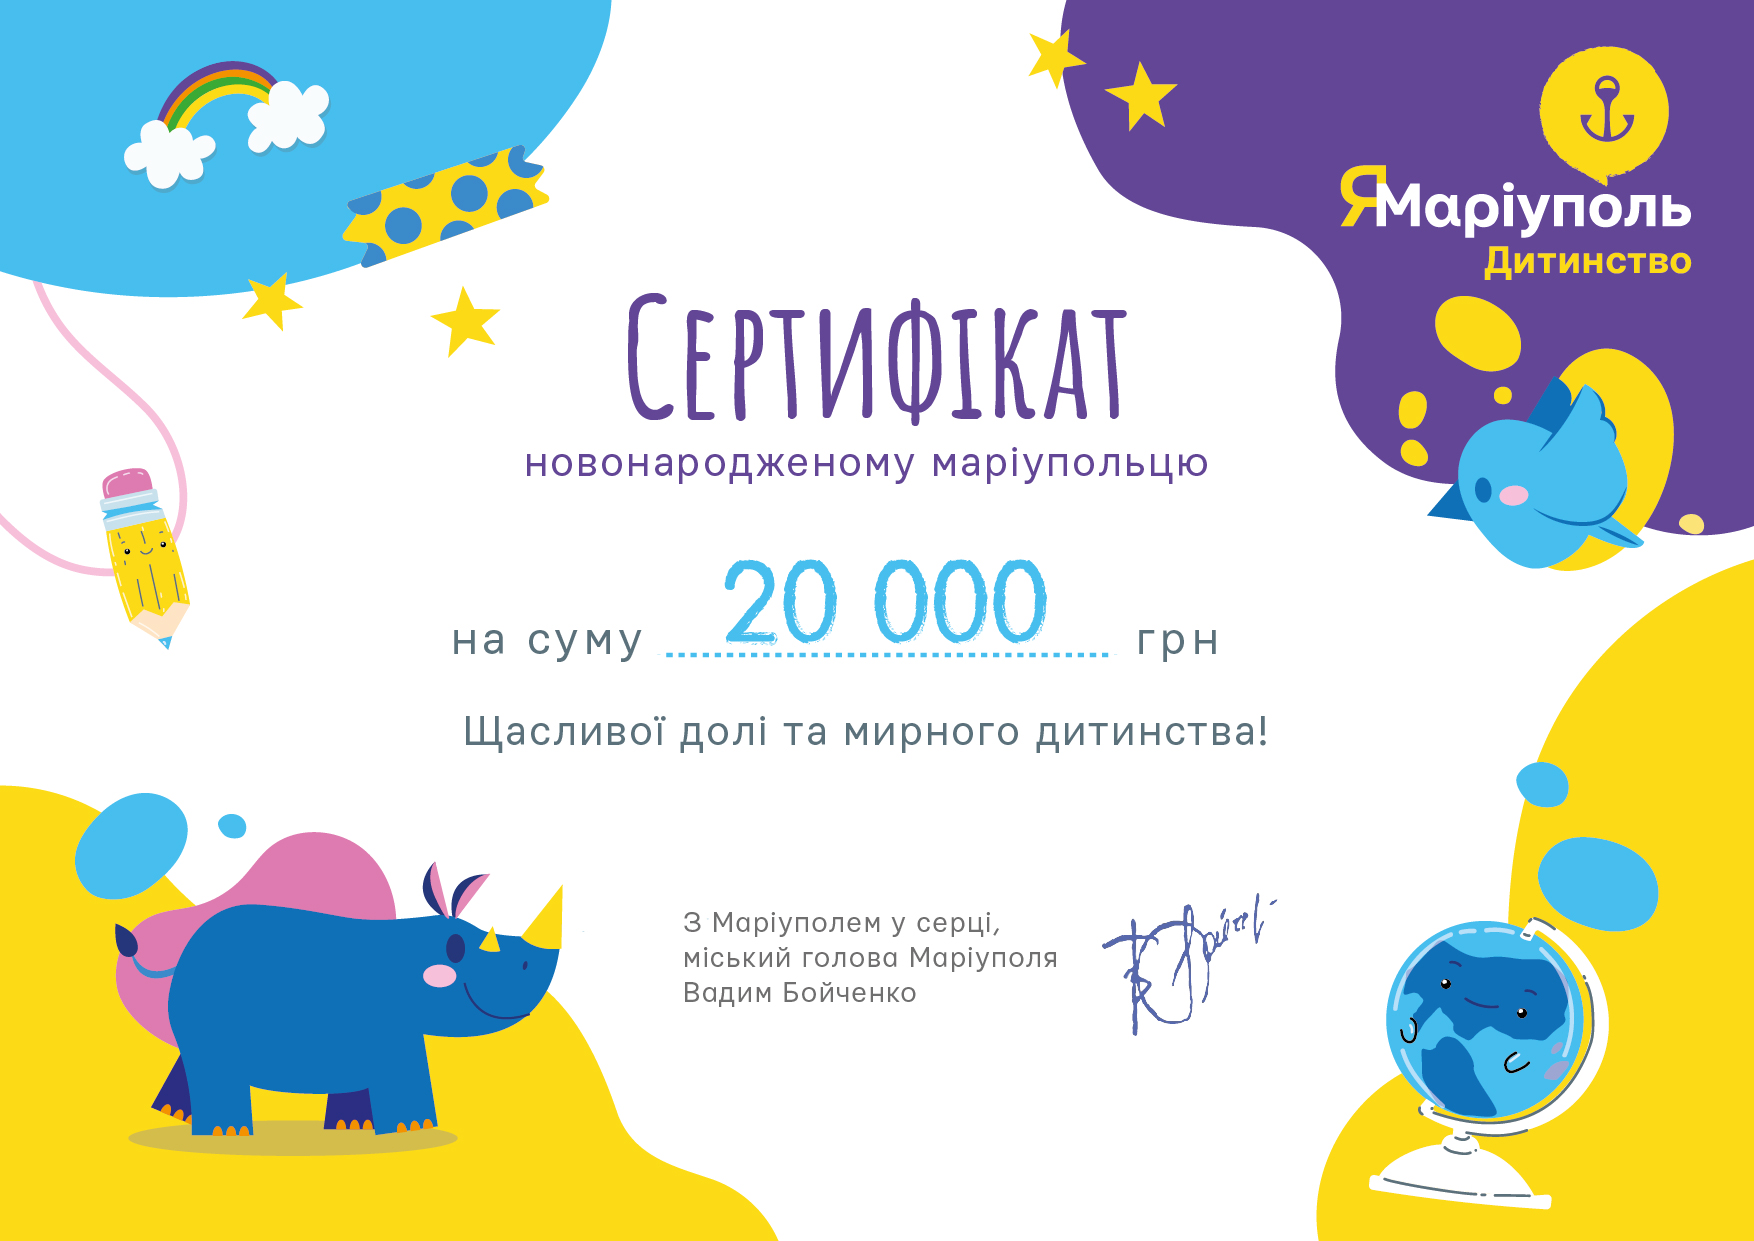 ЯМаріуполь
Дитинство
Сертифікат
новонародженому маріупольцю
на суму 20 000 грн
Щасливої долі та мирного дитинства!
З Маріуполем у серці,
міський голова Маріуполя
Вадим Бойченко